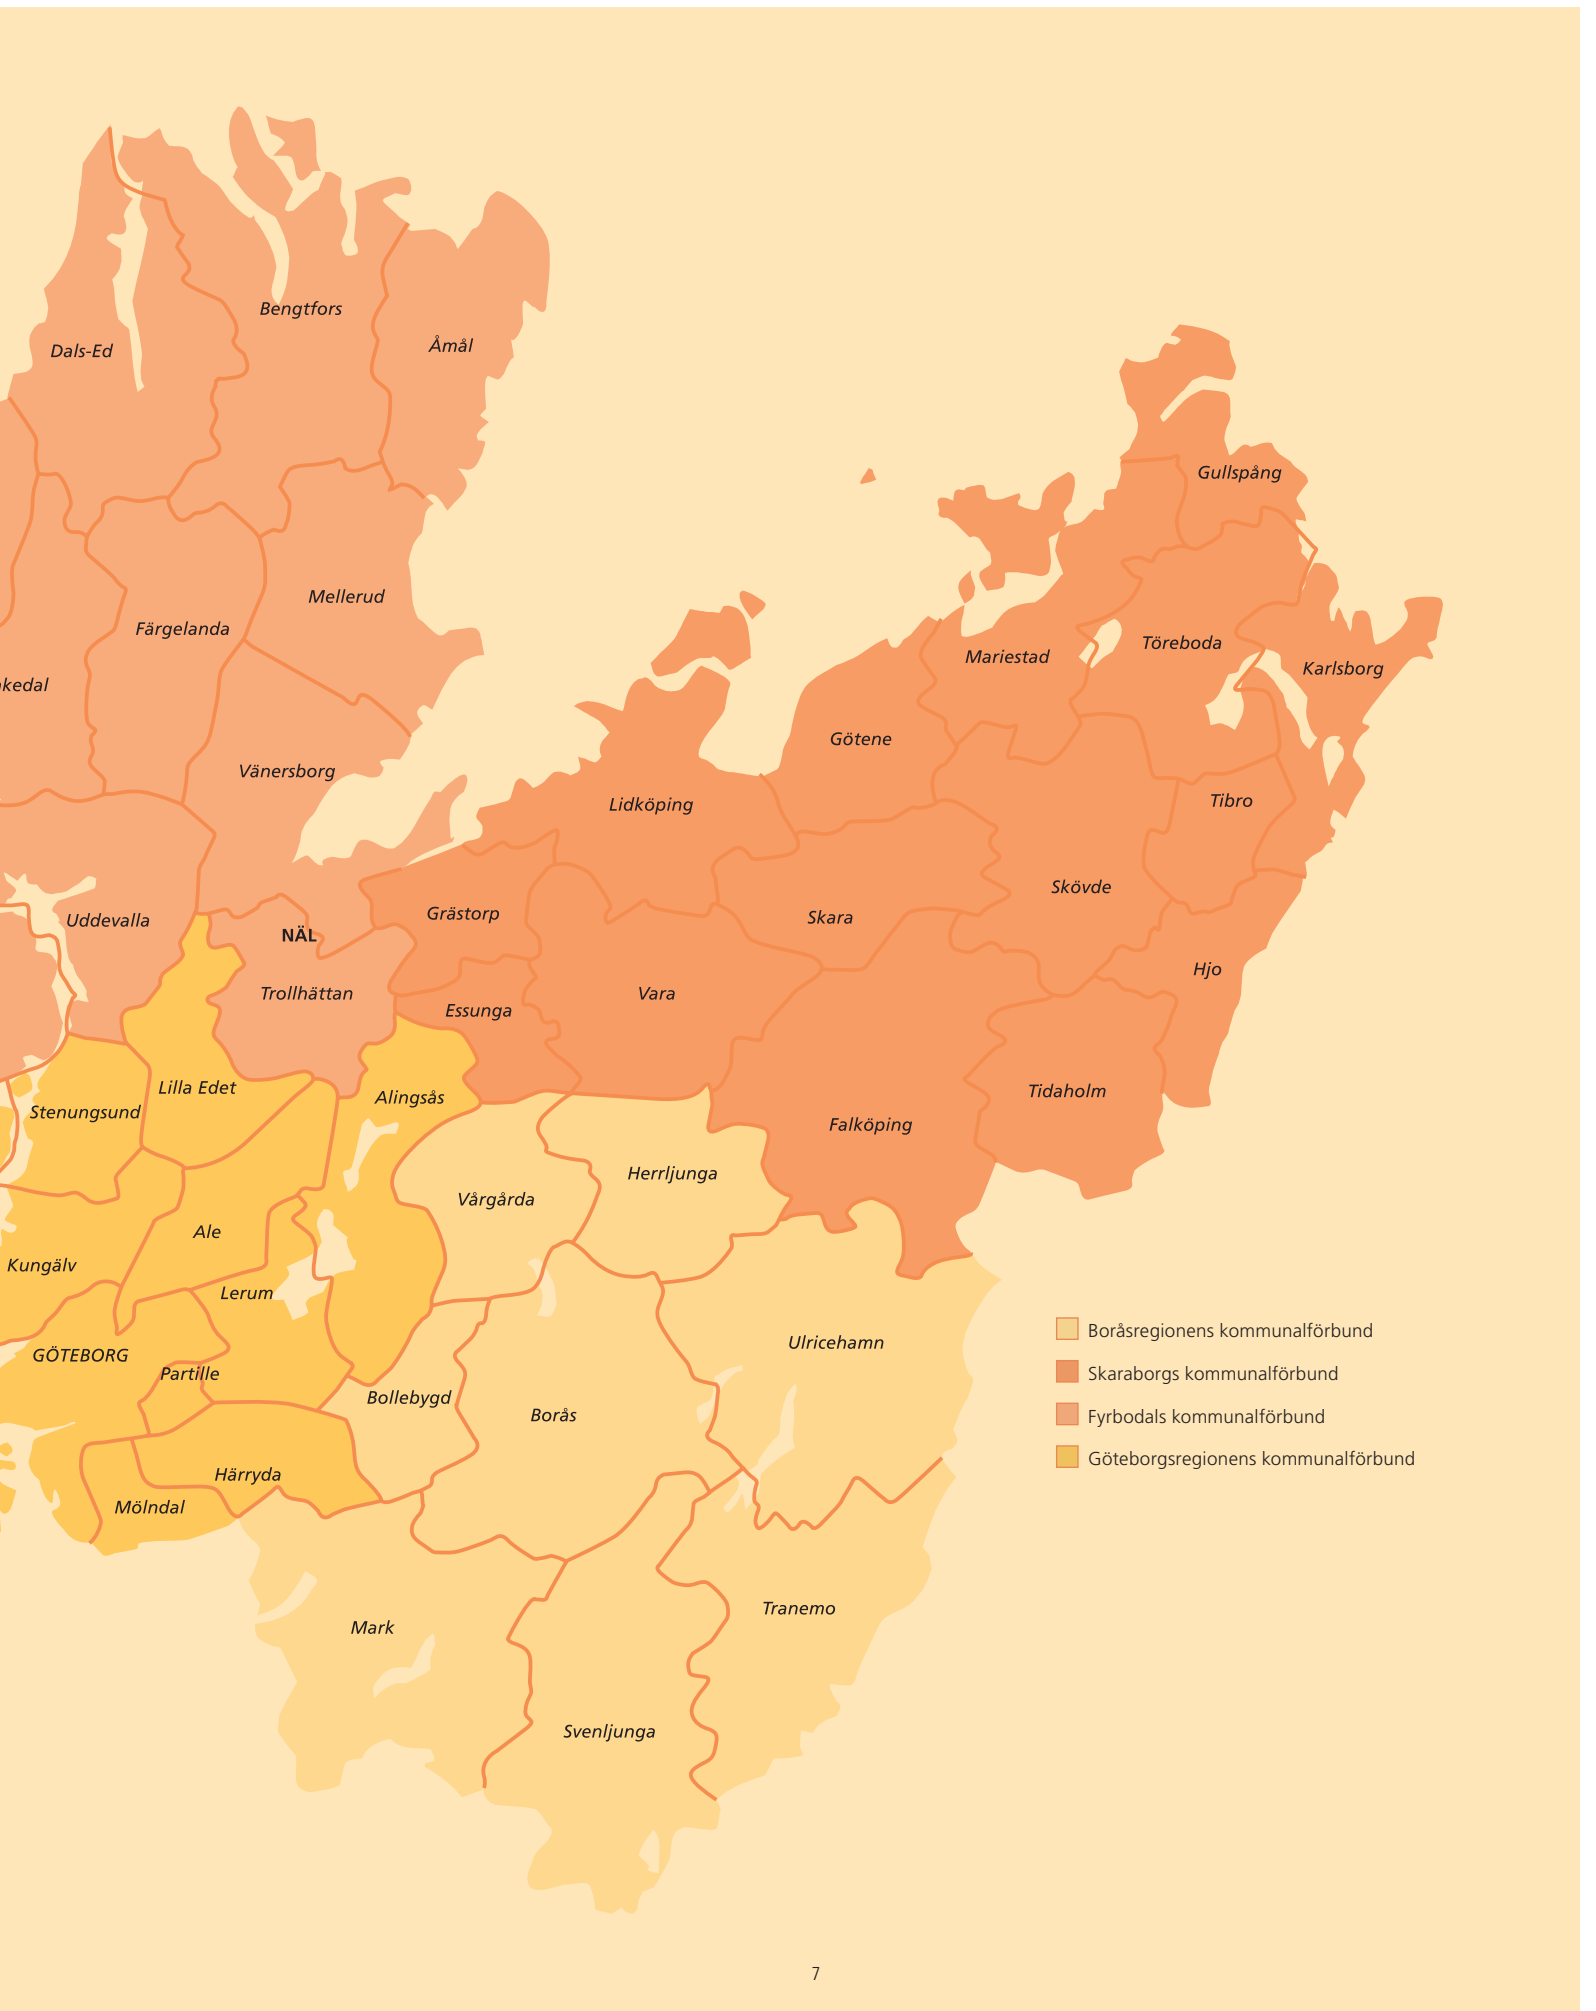 Bengtfors
Åmål
Dals-Ed
Gullspång
Mellerud
Färgelanda
Töreboda
Mariestad
Karlsborg
kedal
Götene
Vänersborg
Tibro
Lidköping
Skövde
Grästorp
Skara
Uddevalla
NÄL
Hjo
Trollhättan
Vara
Essunga
Lilla Edet
Tidaholm
Alingsås
Stenungsund
Falköping
Herrljunga
Vårgårda
Ale
Kungälv
Lerum
Boråsregionens kommunalförbund
Ulricehamn
GÖTEBORG
Partille
Skaraborgs kommunalförbund
Bollebygd
Borås
Fyrbodals kommunalförbund
Göteborgsregionens kommunalförbund
Härryda
Mölndal
Tranemo
Mark
Svenljunga
7